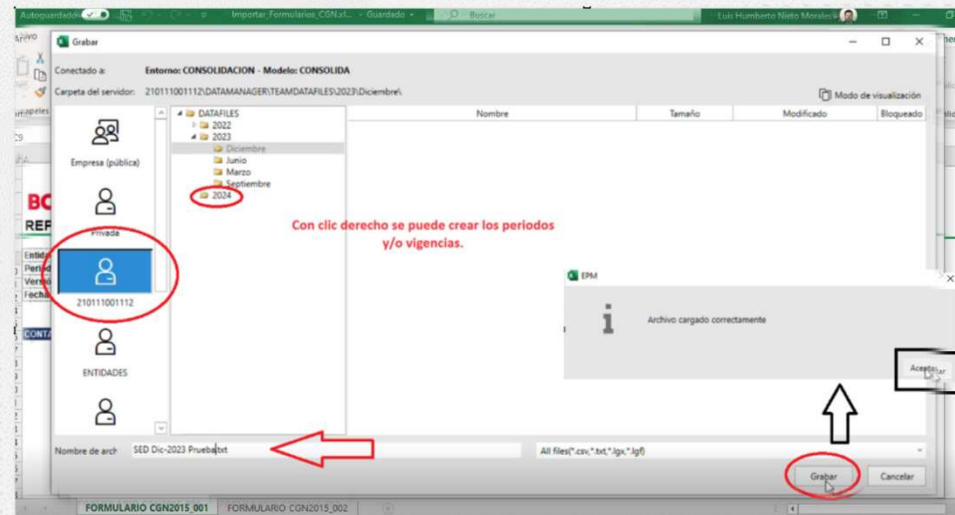 Autoguardado
Importar_Formularios_CGN.xl... - Guardado
Buscar
Luis Humberto Nieto Morales
Grabar
Conectado a: Entorno: CONSOLIDACION - Modelo: CONSOLIDA
Carpeta del servidor: 210111001112\DATAMANAGER\TEAMDATAFILES\2023\Diciembre\
Modo de visualización
Empresa (pública)
Privada
210111001112
ENTIDADES
DATAFILES
2022
2023
Diciembre
Junio
Marzo
Septiembre
2024
Nombre Tamaño Modificado Bloqueado
Con clic derecho se puede crear los periodos
y/o vigencias.
EPM
Archivo cargado correctamente
Nombre de arch SED Dic-2023 Prueba.txt
All files(*.csv,*.txt,*.lgx,*.lgf)
Grabar Cancelar
FORMULARIO CGN2015_001 FORMULARIO CGN2015_002